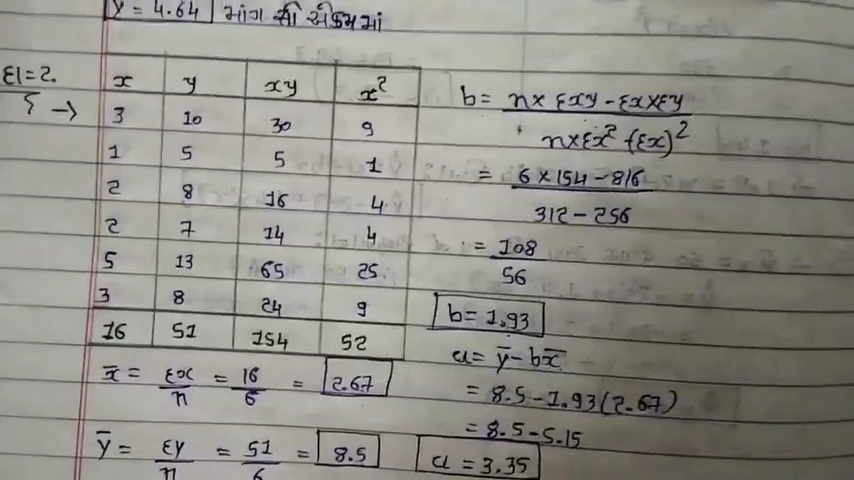 y = 4.64 માંગ સી એકમમાં
દા=2.
5 →
x y xy x²
3 10 30 9
1 5 5 1
2 8 16 4
2 7 14 4
5 13 65 25
3 8 24 9
16 51 154 52
x̄ = Σx/n = 16/6 = 2.67
ȳ = Σy/n = 51/6 = 8.5
b = n×Σxy-Σx×Σy / n×Σx²-(Σx)²
= 6×154-816 / 312-256
= 108/56
b = 1.93
a = ȳ-bx̄
= 8.5-1.93(2.67)
= 8.5-5.15
a = 3.35